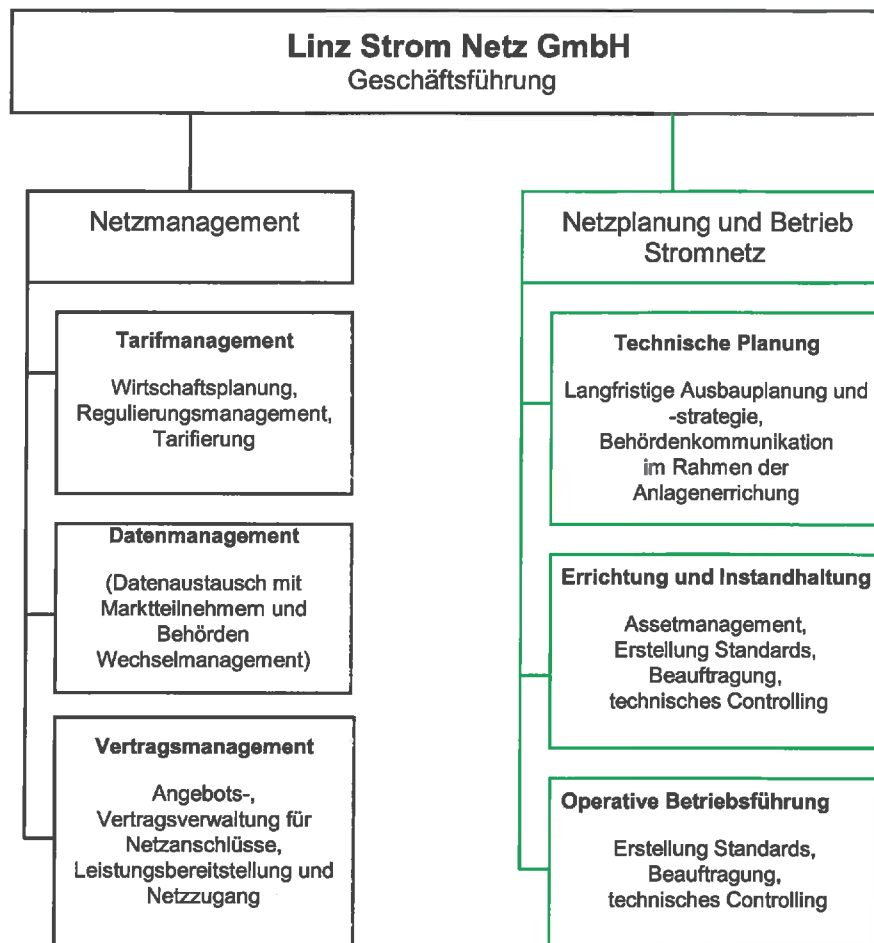 Linz Strom Netz GmbH
Geschäftsführung
Netzmanagement
Tarifmanagement
Wirtschaftsplanung,
Regulierungsmanagement,
Tarifierung
Datenmanagement
(Datenaustausch mit
Marktteilnehmern und
Behörden
Wechselmanagement)
Vertragsmanagement
Angebots-,
Vertragsverwaltung für
Netzanschlüsse,
Leistungsbereitstellung und
Netzzugang
Netzplanung und Betrieb
Stromnetz
Technische Planung
Langfristige Ausbauplanung und
-strategie,
Behördenkommunikation
im Rahmen der
Anlagenerrichung
Errichtung und Instandhaltung
Assetmanagement,
Erstellung Standards,
Beauftragung,
technisches Controlling
Operative Betriebsführung
Erstellung Standards,
Beauftragung,
technisches Controlling